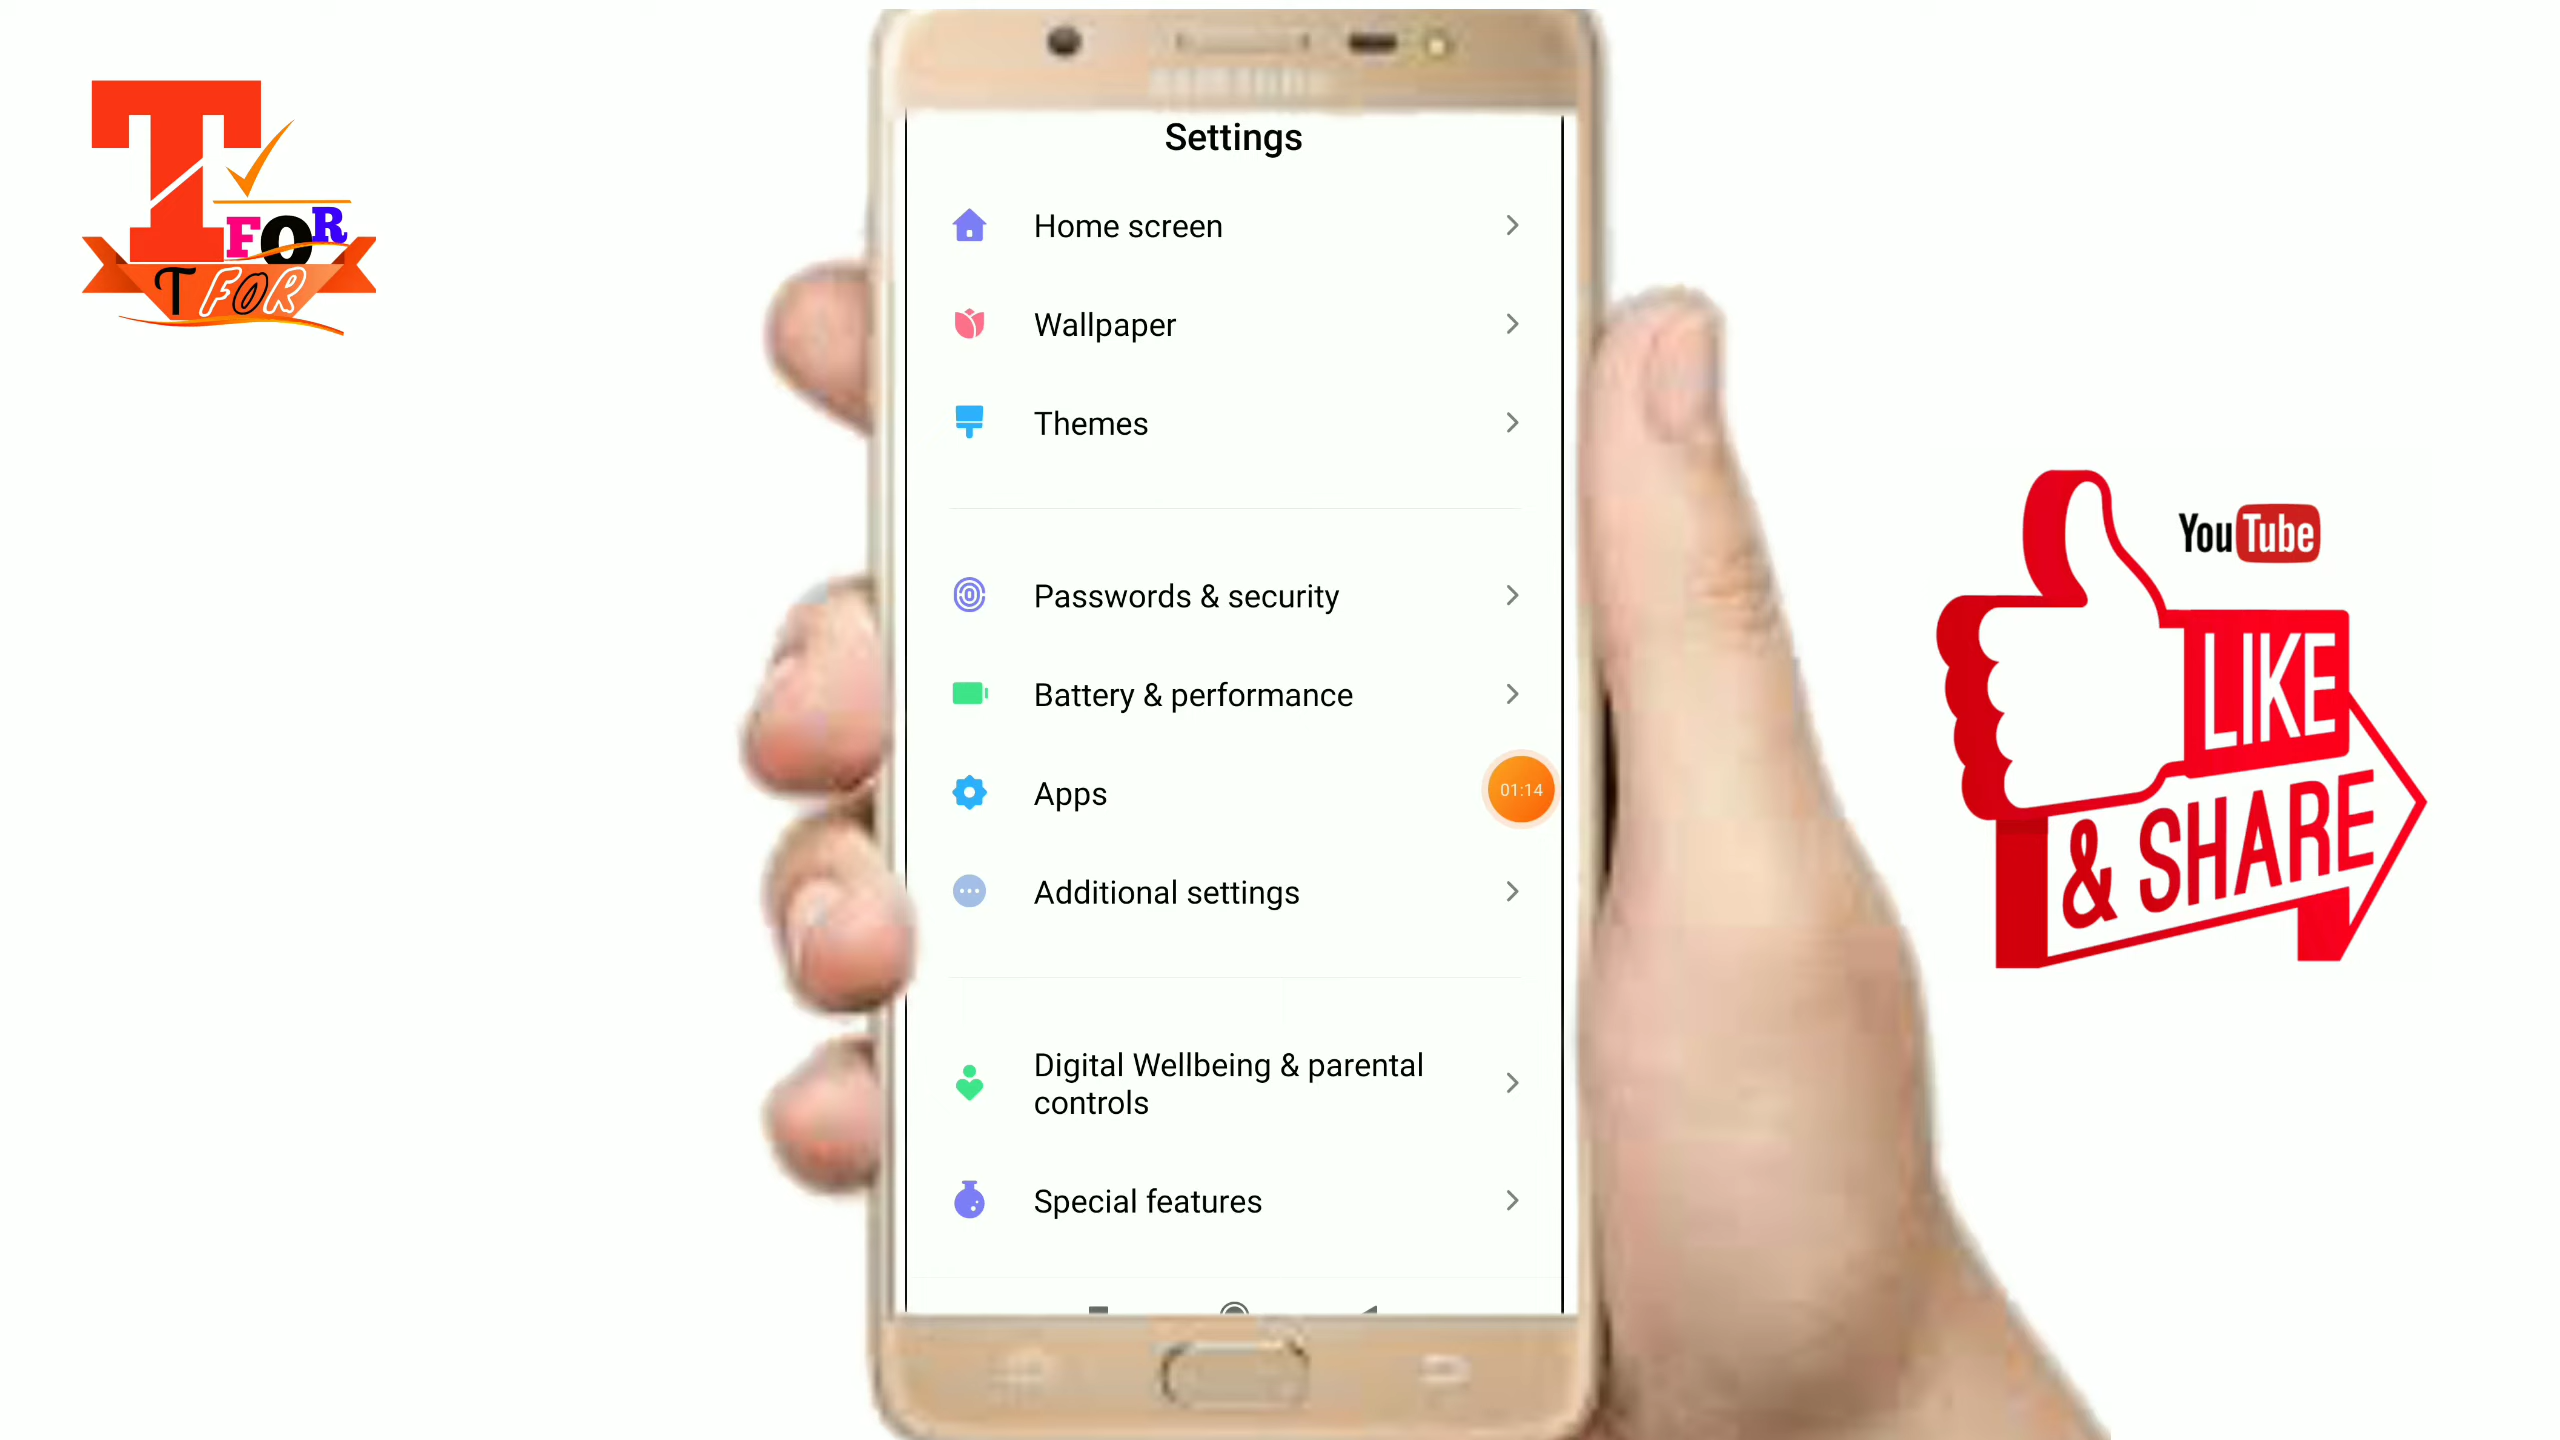 SAMSUNG
Settings
T FOR
T FOR
Home screen
Wallpaper
Themes
YouTube
Passwords & security
LIKE
Battery & performance
01:14
Apps
& SHARE
Additional settings
Digital Wellbeing & parental
controls
Special features